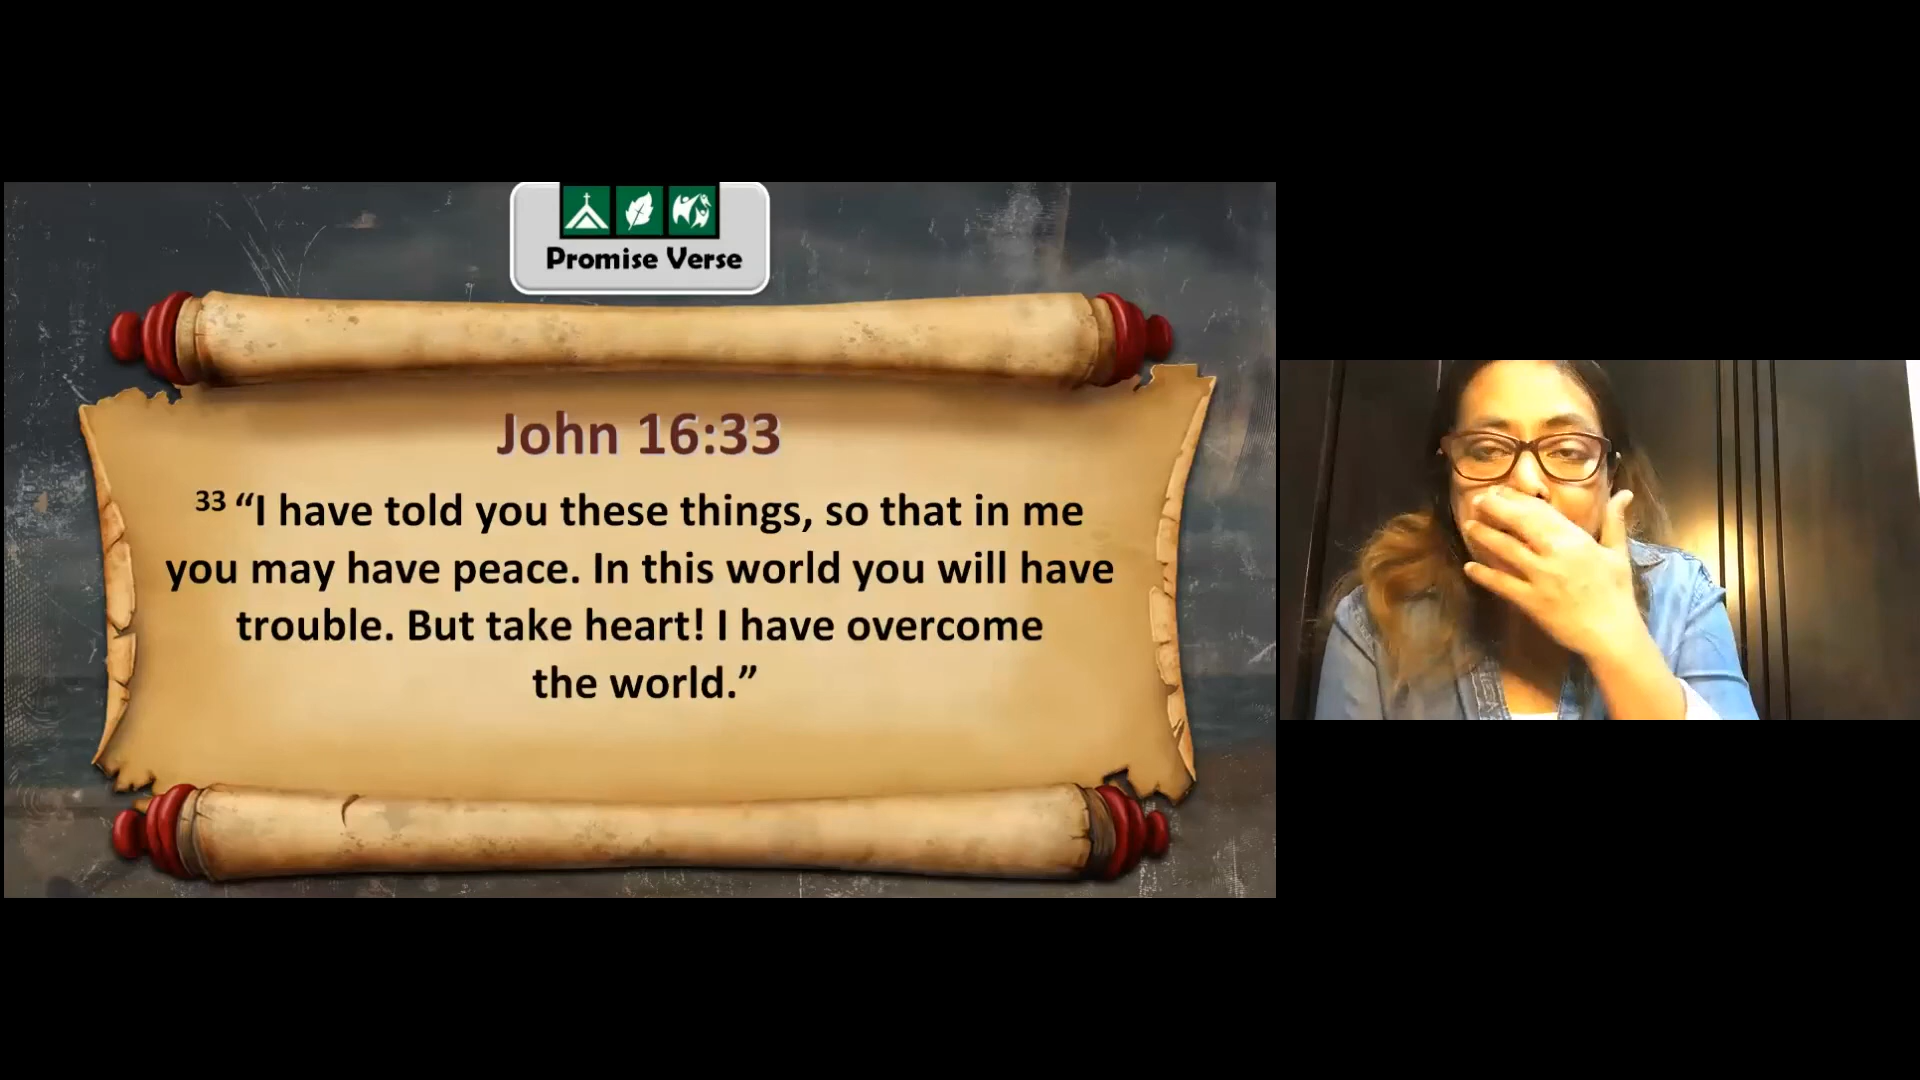 Promise Verse
John 16:33
33 “I have told you these things, so that in me
you may have peace. In this world you will have
trouble. But take heart! I have overcome
the world.”